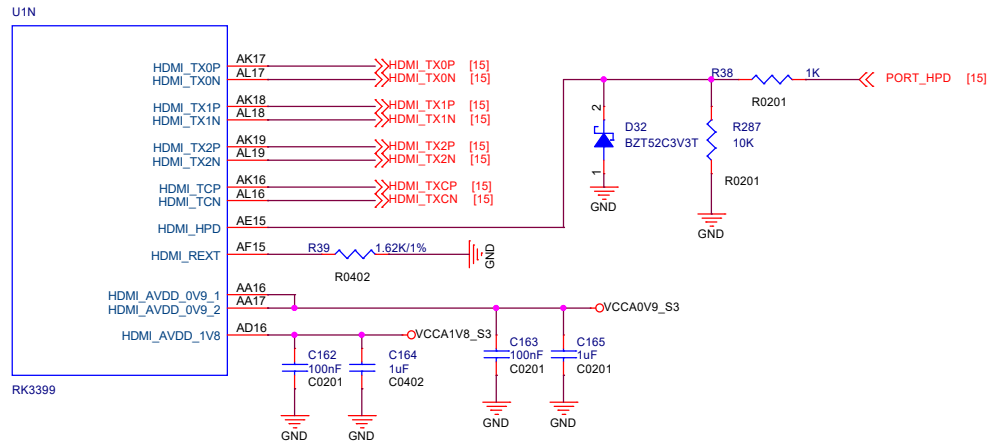 U1N
HDMI_TX0P AK17 HDMI_TX0P [15]
HDMI_TX0N AL17 HDMI_TX0N [15]
HDMI_TX1P AK18 HDMI_TX1P [15]
HDMI_TX1N AL18 HDMI_TX1N [15]
HDMI_TX2P AK19 HDMI_TX2P [15]
HDMI_TX2N AL19 HDMI_TX2N [15]
HDMI_TCP AK16 HDMI_TXCP [15]
HDMI_TCN AL16 HDMI_TXCN [15]
HDMI_HPD AE15
HDMI_REXT AF15 R39 1.62K/1% GND
R0402
HDMI_AVDD_0V9_1 AA16
HDMI_AVDD_0V9_2 AA17 VCCA0V9_S3
HDMI_AVDD_1V8 AD16 VCCA1V8_S3
RK3399
R38 1K PORT_HPD [15]
R0201
2
D32
BZT52C3V3T
1
GND
R287
10K
R0201
GND
C162
100nF
C0201
GND
C164
1uF
C0402
GND
C163
100nF
C0201
GND
C165
1uF
C0201
GND